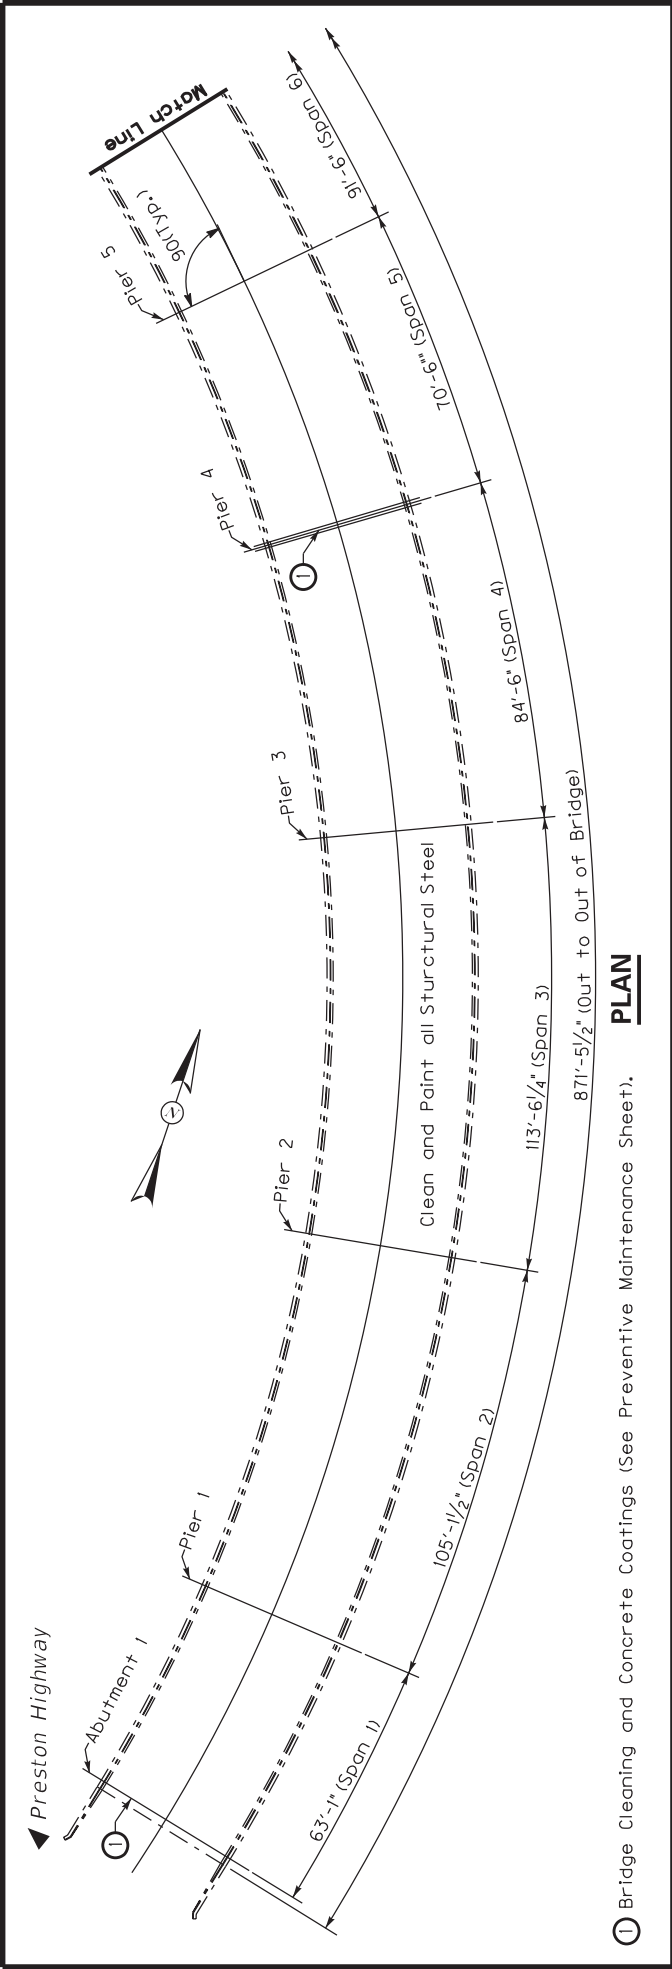 Preston Highway
Abutment 1
Pier 1
Pier 2
Pier 3
Pier 4
Pier 5
90(Typ.)
Match Line
1
1
N
Clean and Paint all Sturctural Steel
63'-1" (Span 1)
105'-1½" (Span 2)
113'-6¼" (Span 3)
84'-6" (Span 4)
70'-6"" (Span 5)
91'-6" (Span 6)
871'-5½" (Out to Out of Bridge)
PLAN
1 Bridge Cleaning and Concrete Coatings (See Preventive Maintenance Sheet).